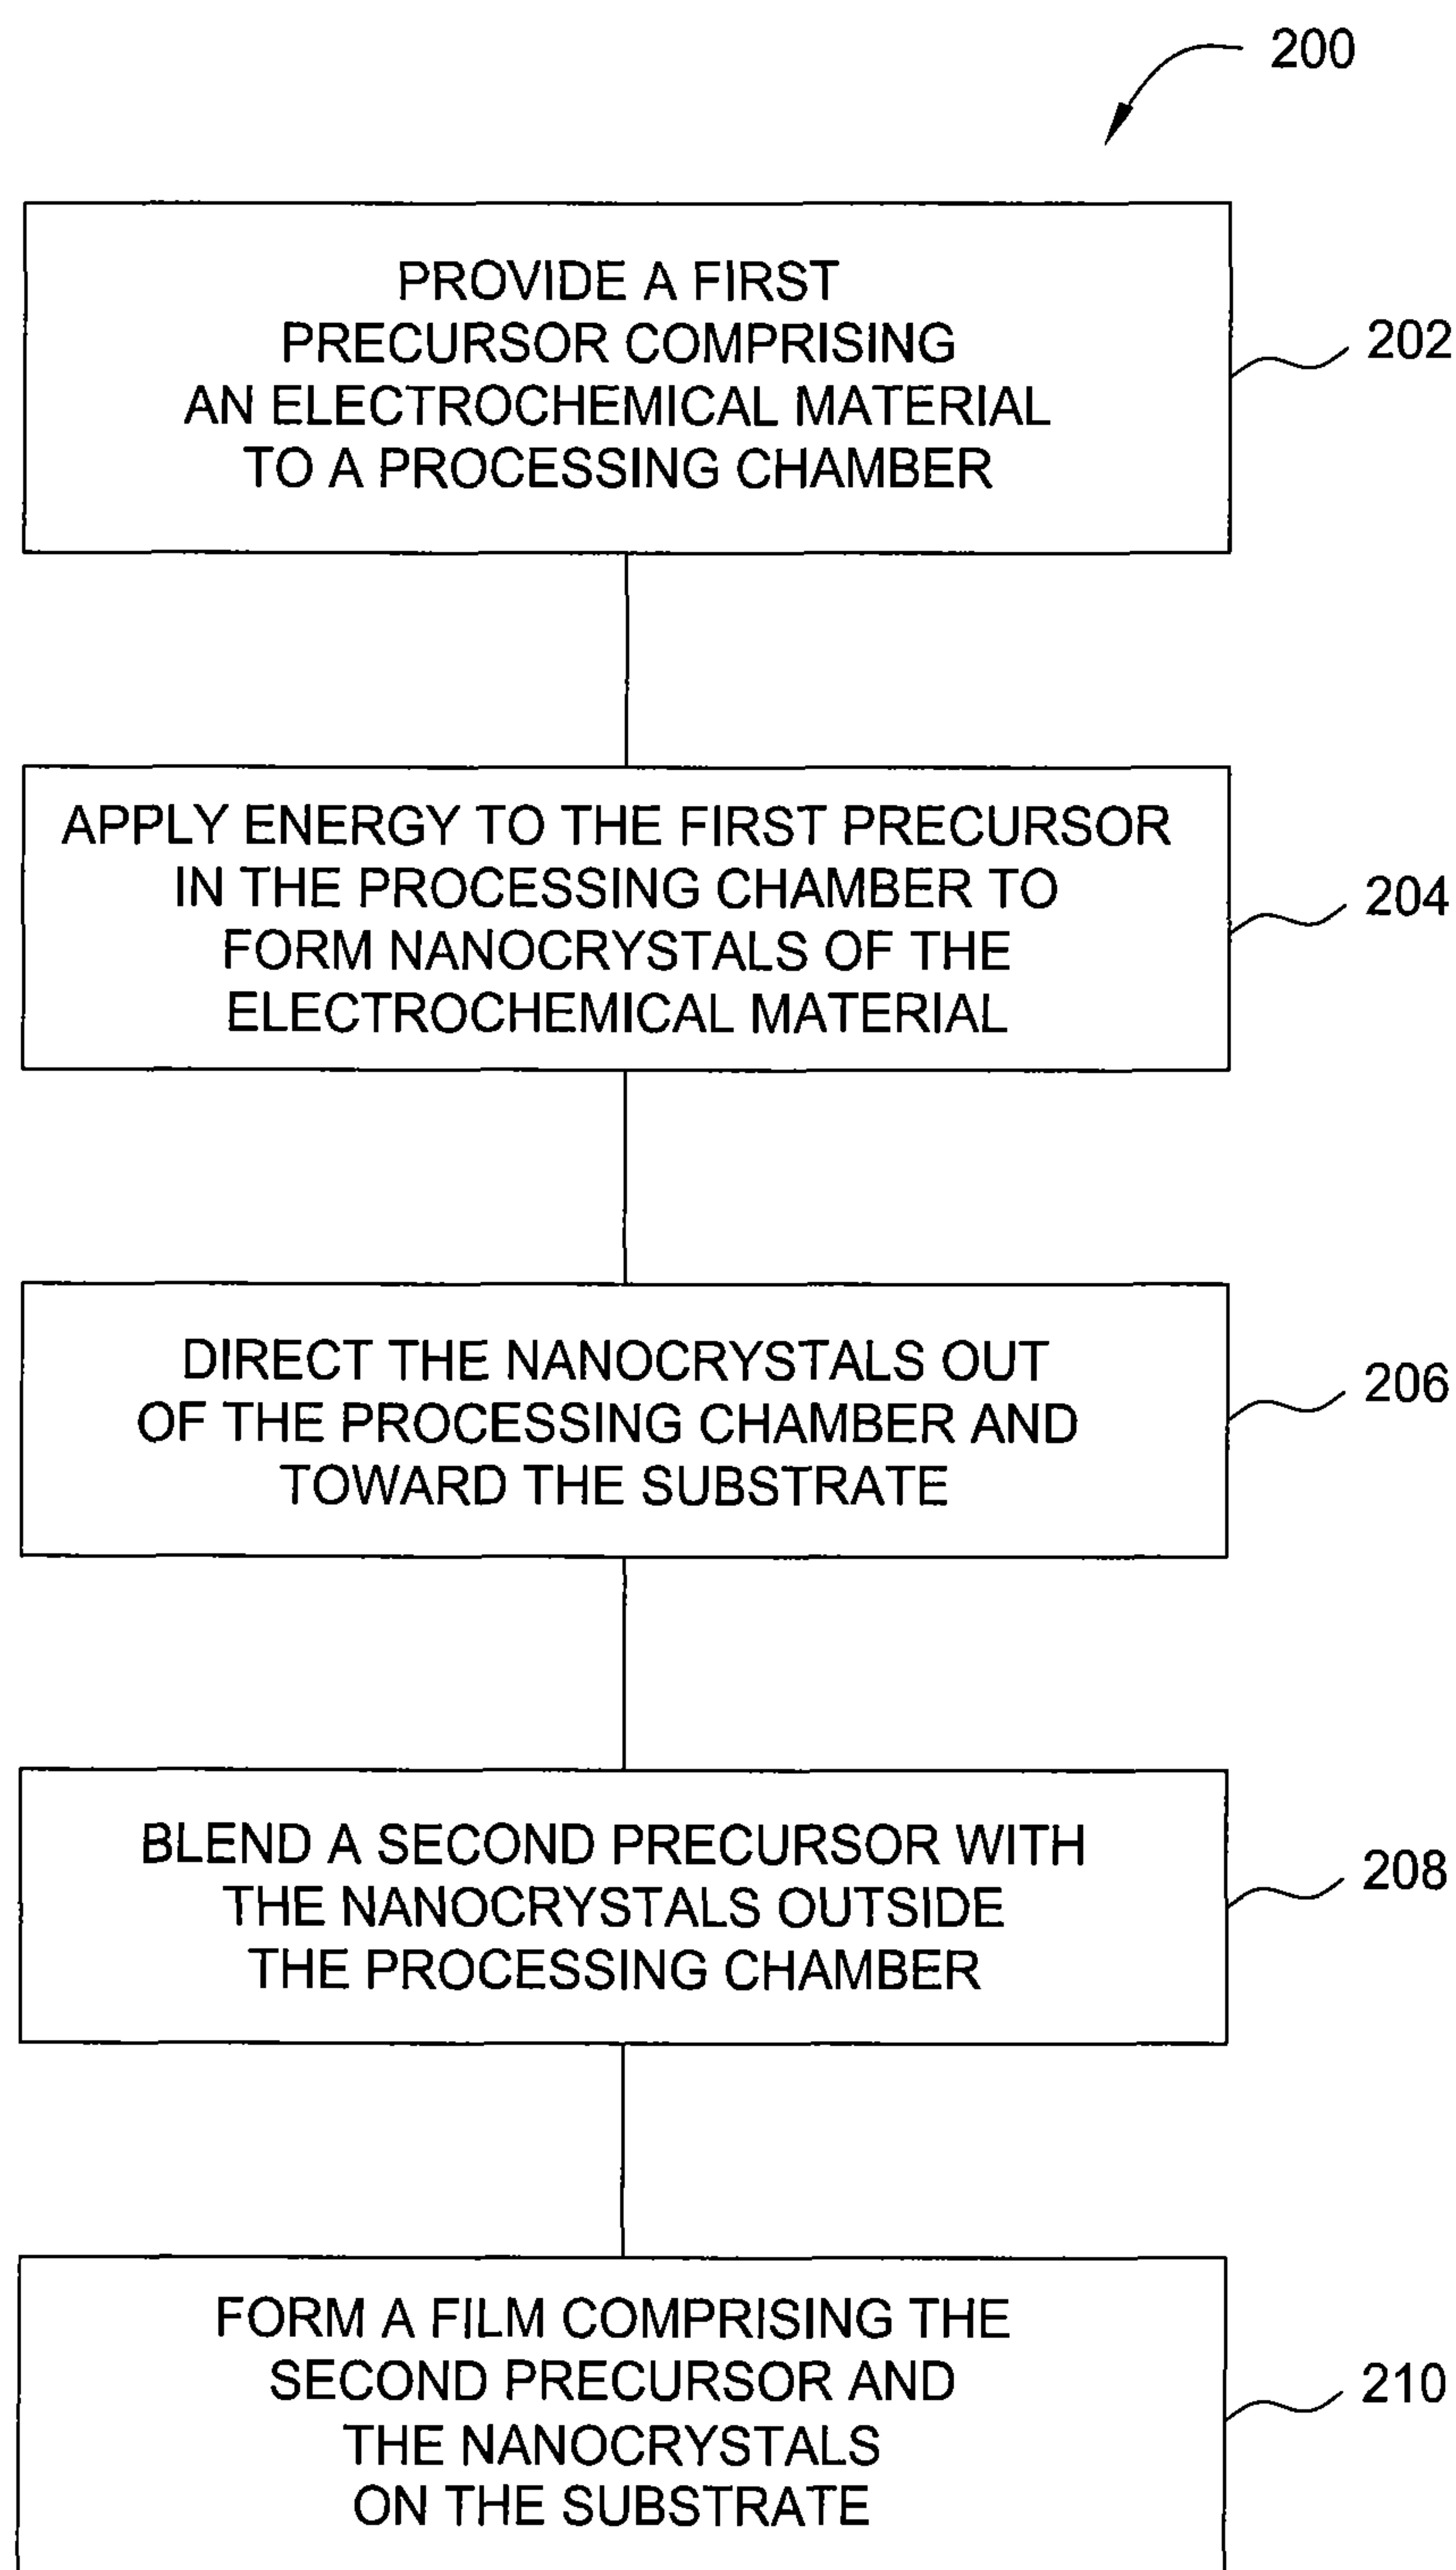 200
PROVIDE A FIRST
PRECURSOR COMPRISING
AN ELECTROCHEMICAL MATERIAL
TO A PROCESSING CHAMBER
202
APPLY ENERGY TO THE FIRST PRECURSOR
IN THE PROCESSING CHAMBER TO
FORM NANOCRYSTALS OF THE
ELECTROCHEMICAL MATERIAL
204
DIRECT THE NANOCRYSTALS OUT
OF THE PROCESSING CHAMBER AND
TOWARD THE SUBSTRATE
206
BLEND A SECOND PRECURSOR WITH
THE NANOCRYSTALS OUTSIDE
THE PROCESSING CHAMBER
208
FORM A FILM COMPRISING THE
SECOND PRECURSOR AND
THE NANOCRYSTALS
ON THE SUBSTRATE
210